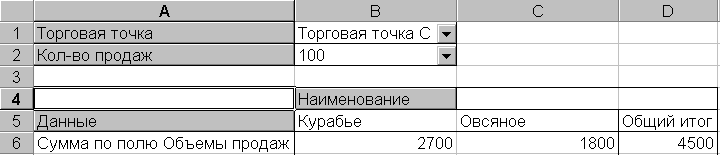 A B C D
1 Торговая точка Торговая точка С
2 Кол-во продаж 100
3
4 Наименование
5 Данные Курабье Овсяное Общий итог
6 Сумма по полю Объемы продаж 2700 1800 4500